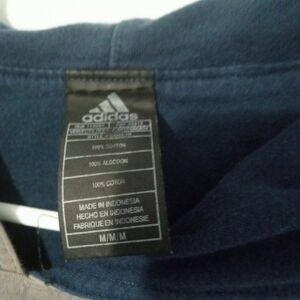 adidas
100% COTTON
100% ALGODON
100% COTON
MADE IN INDONESIA
HECHO EN INDONESIA
FABRIQUE EN INDONESIE
M/M/M